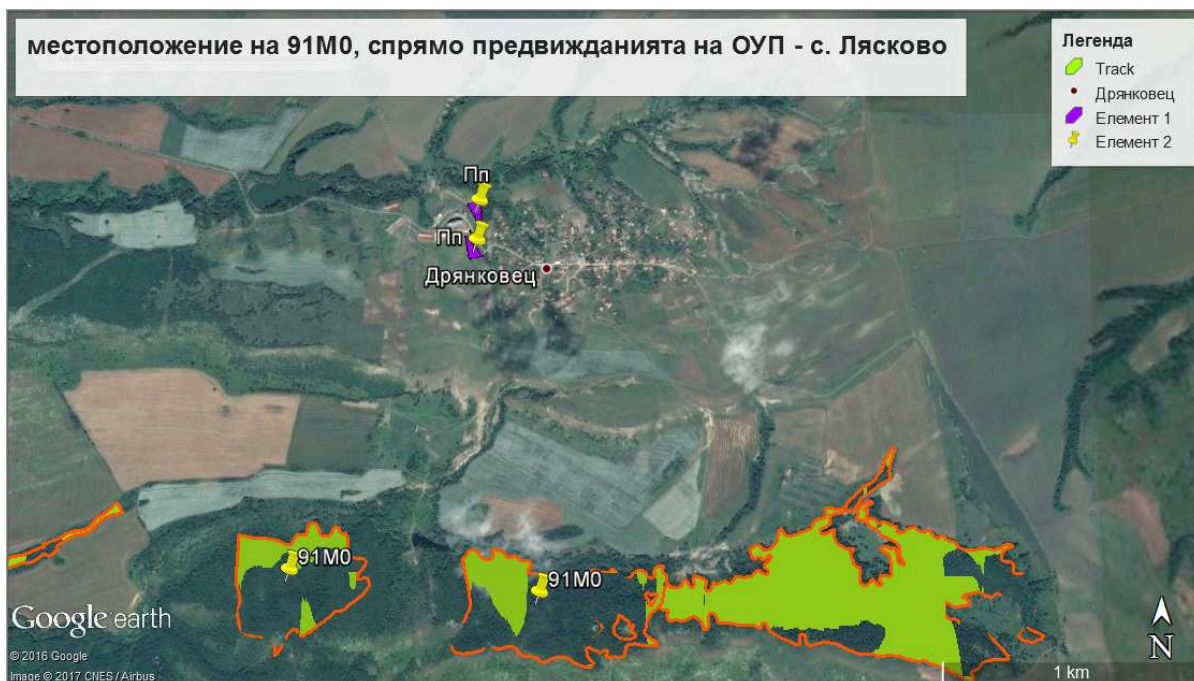 местоположение на 91М0, спрямо предвижданията на ОУП - с. Лясково
Легенда
Track
Дрянковец
Елемент 1
Елемент 2
Пп
Пп
Дрянковец
91М0
91М0
Google earth
© 2016 Google
Image © 2017 CNES / Airbus
N
1 km